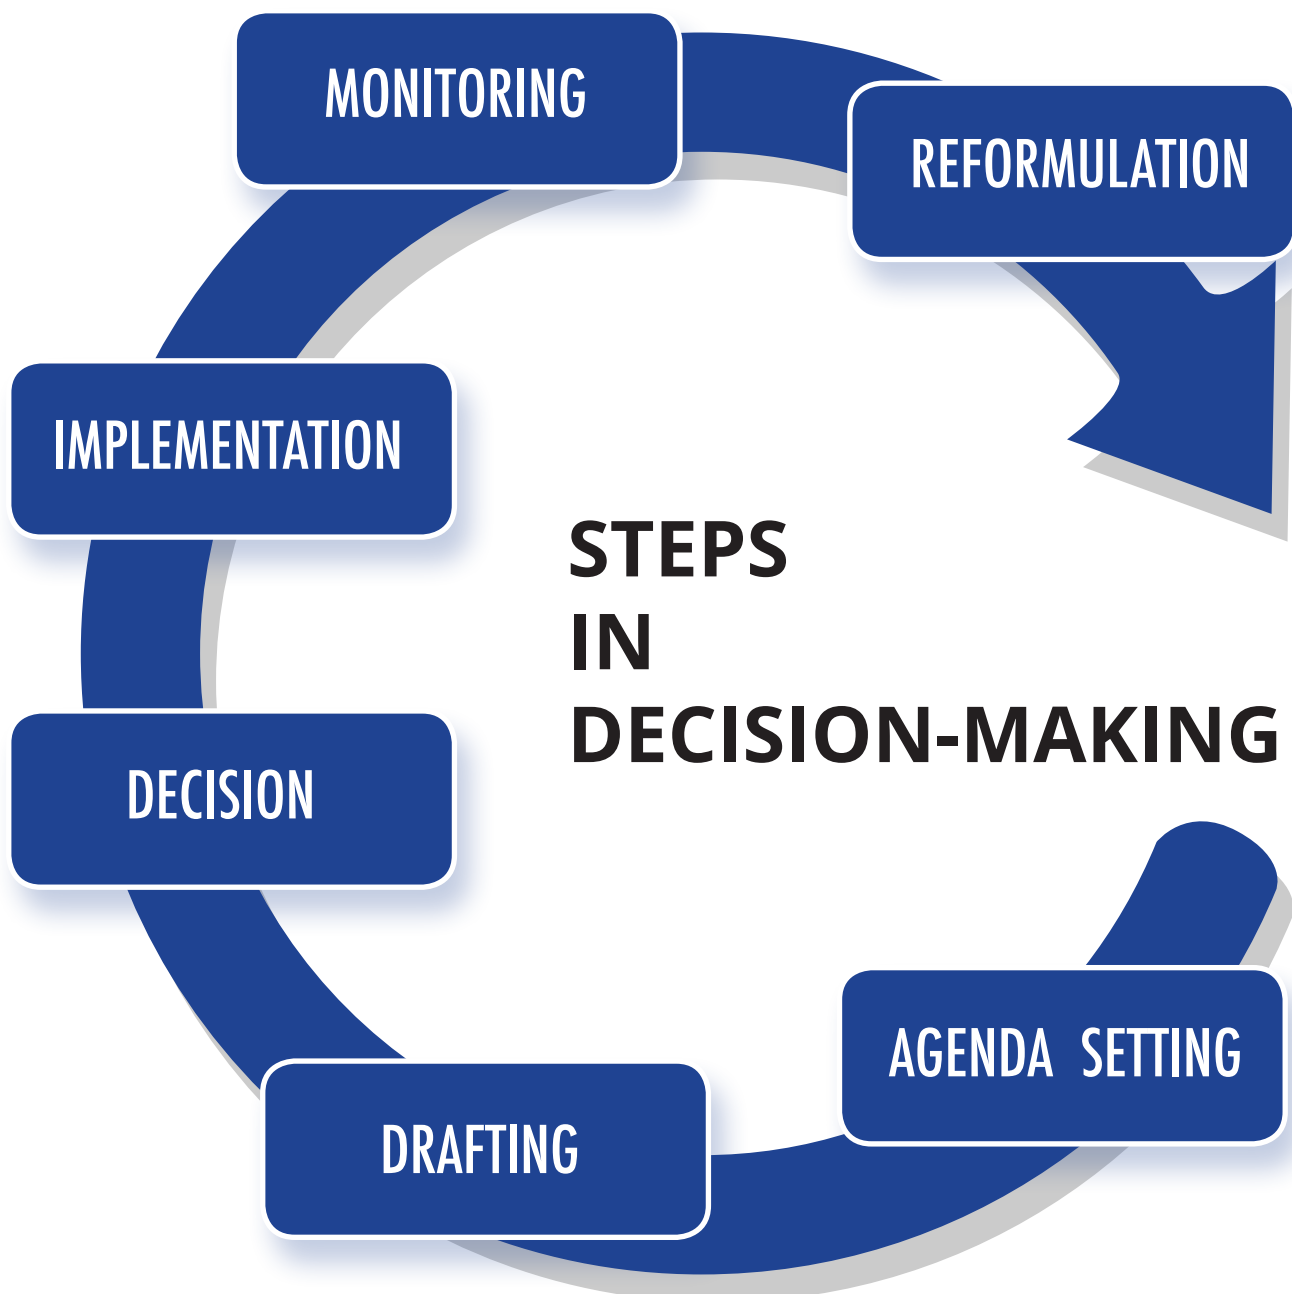 MONITORING
REFORMULATION
IMPLEMENTATION
STEPS
IN
DECISION-MAKING
DECISION
AGENDA SETTING
DRAFTING